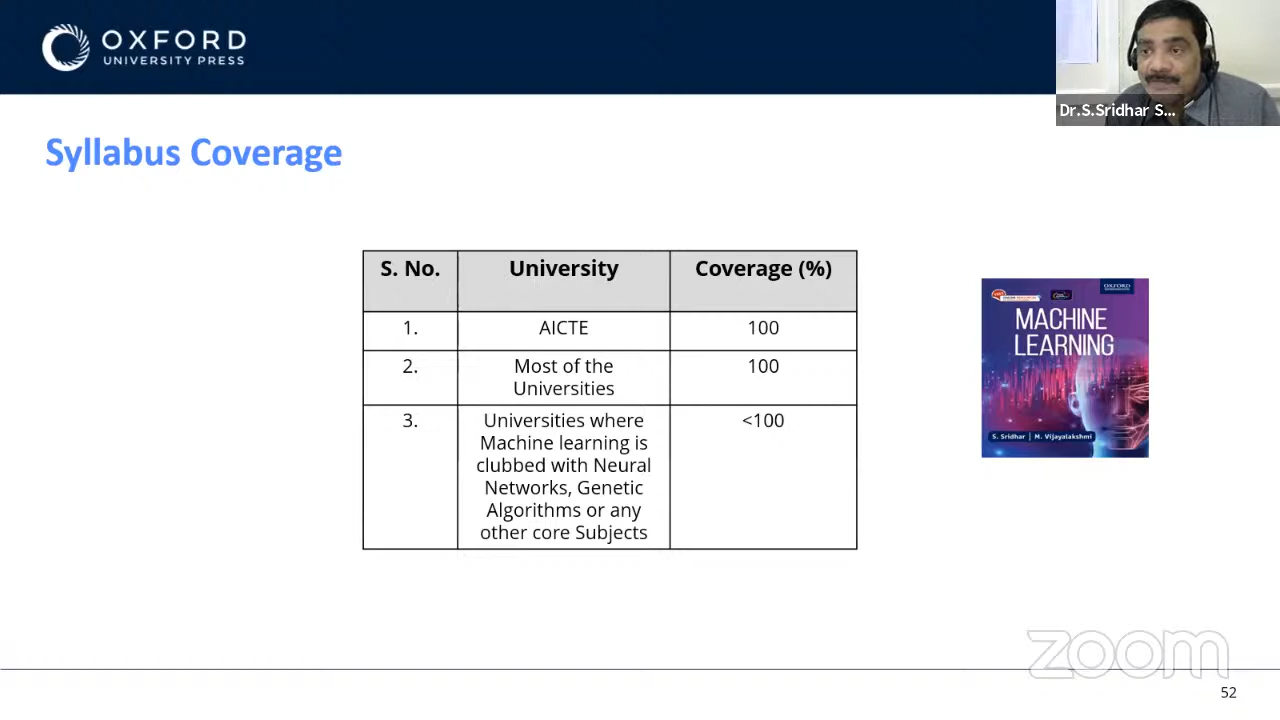 OXFORD
UNIVERSITY PRESS
Dr.S.Sridhar S...
Syllabus Coverage
S. No. University Coverage (%)
1. AICTE 100
2. Most of the 100
Universities
3. Universities where <100
Machine learning is
clubbed with Neural
Networks, Genetic
Algorithms or any
other core Subjects
OXFORD
MACHINE
LEARNING
S. Sridhar | M. Vijayalakshmi
zoom
52